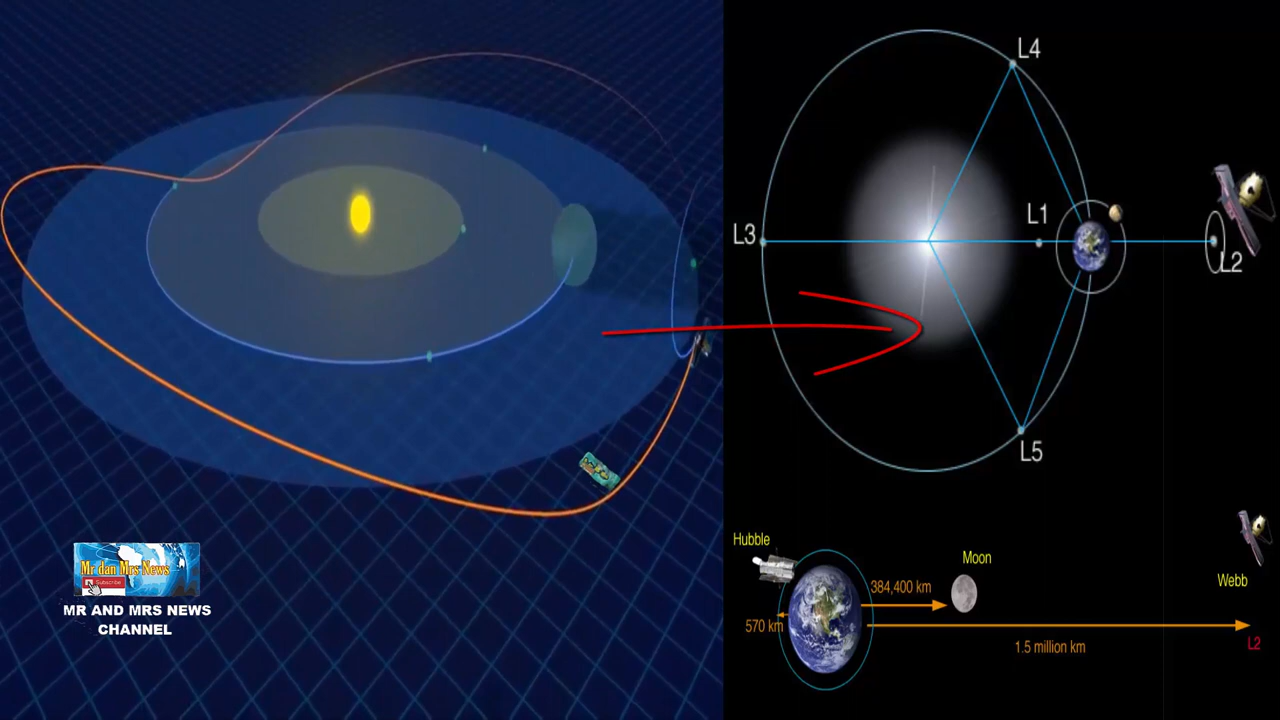 Mr dan Mrs News
Subscribe
MR AND MRS NEWS
CHANNEL
L4
L1
L3
L2
L5
Hubble
Moon
384,400 km
Webb
570 km
1.5 million km
L2